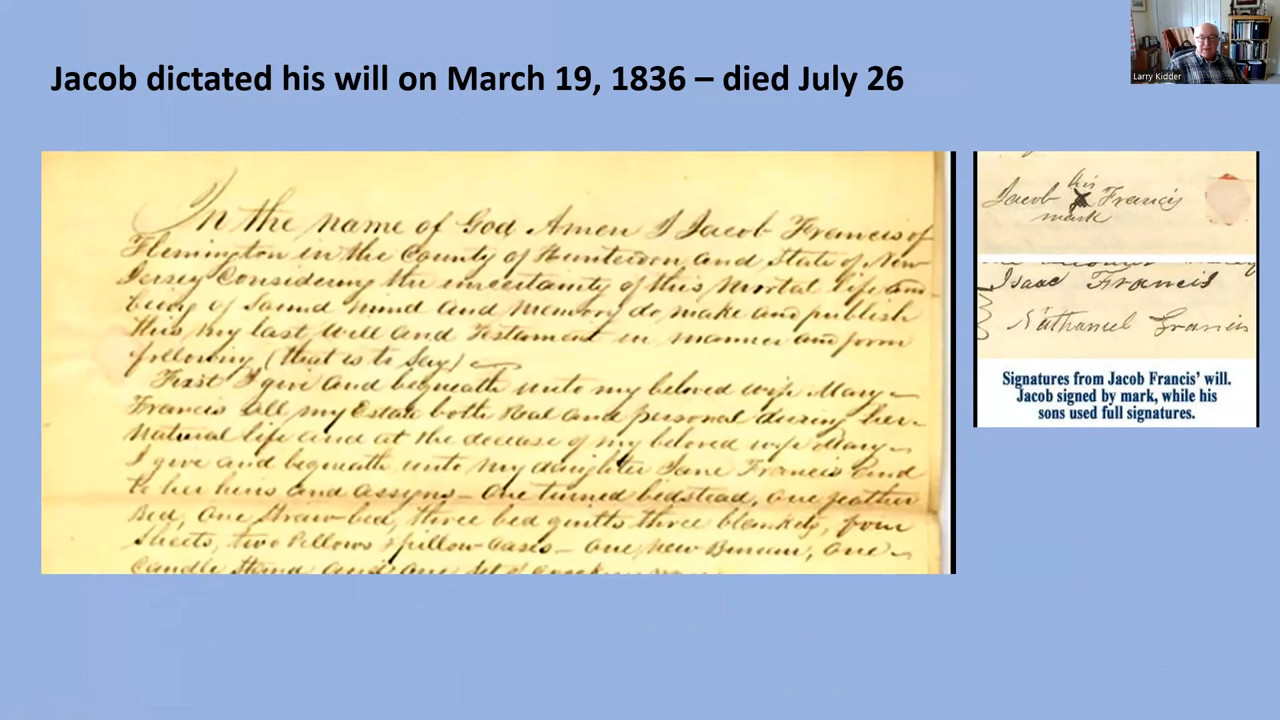 Jacob dictated his will on March 19, 1836 – died July 26
Larry Kidder
In the name of God Amen I Jacob Francis of
Flemington in the County of Hunterdon and State of New
Jersey Considering the uncertainty of this Mortal life and
being of Sound mind and Memory do make and publish
this my last Will and Testament in manner and form
following (that is to Say)
First I give and bequeath unto my beloved wife Mary
Francis all my Estate both Real and personal during her
Natural life and at the decease of my beloved wife Mary
I give and bequeath unto my daughter Jane Francis and
to her heirs and assigns – One turned bedstead, one feather
Bed, One Straw-bed, three bed quilts three blankets, four
Sheets, two Pillows & pillow Cases – One New Bureau, One
Candle Stand and one Set of
Jacob his Francis
X
mark
Isaac Francis
Nathaniel Francis
Signatures from Jacob Francis’ will.
Jacob signed by mark, while his
sons used full signatures.